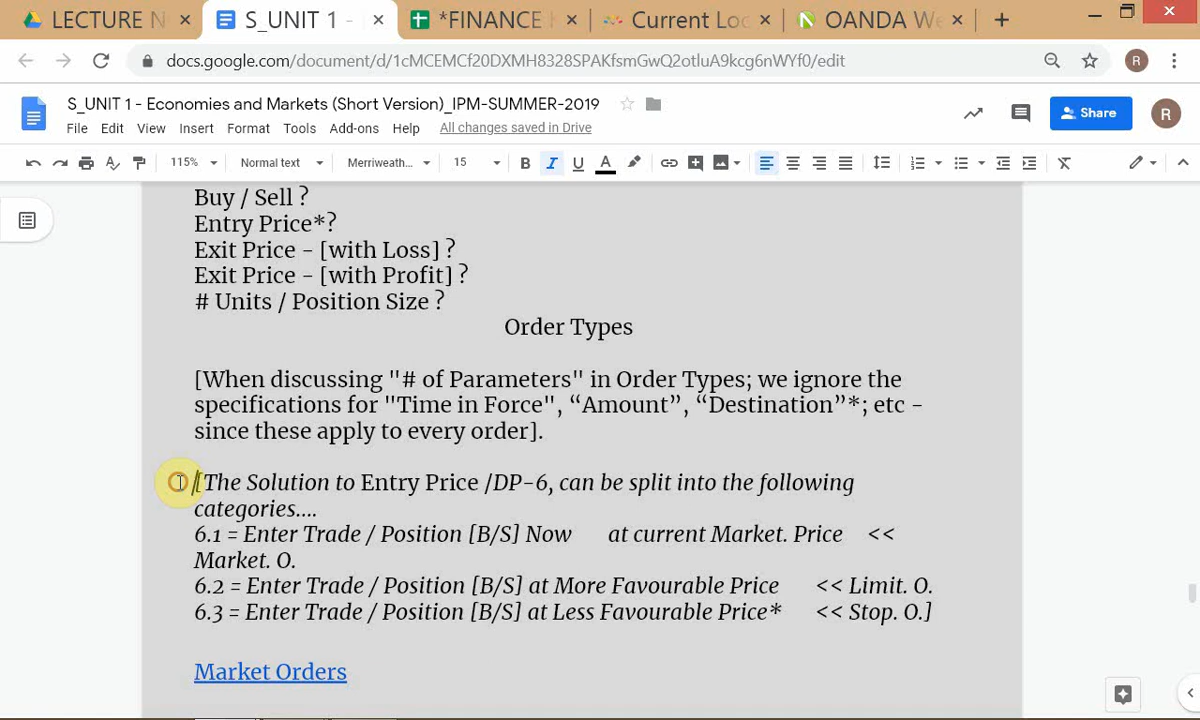 LECTURE N
S_UNIT 1 -
*FINANCE
Current Loc
OANDA We
docs.google.com/document/d/1cMCEMCf20DXMH8328SPAKfsmGwQ2otluA9kcg6nWYf0/edit
R
S_UNIT 1 - Economies and Markets (Short Version)_IPM-SUMMER-2019
File Edit View Insert Format Tools Add-ons Help All changes saved in Drive
Share
R
115% Normal text Merriweath... 15 B I U A
Buy / Sell ?
Entry Price*?
Exit Price - [with Loss] ?
Exit Price - [with Profit] ?
# Units / Position Size ?
Order Types
[When discussing "# of Parameters" in Order Types; we ignore the
specifications for "Time in Force", “Amount”, “Destination”*; etc -
since these apply to every order].
[The Solution to Entry Price /DP-6, can be split into the following
categories....
6.1 = Enter Trade / Position [B/S] Now at current Market. Price <<
Market. O.
6.2 = Enter Trade / Position [B/S] at More Favourable Price << Limit. O.
6.3 = Enter Trade / Position [B/S] at Less Favourable Price* << Stop. O.]
Market Orders